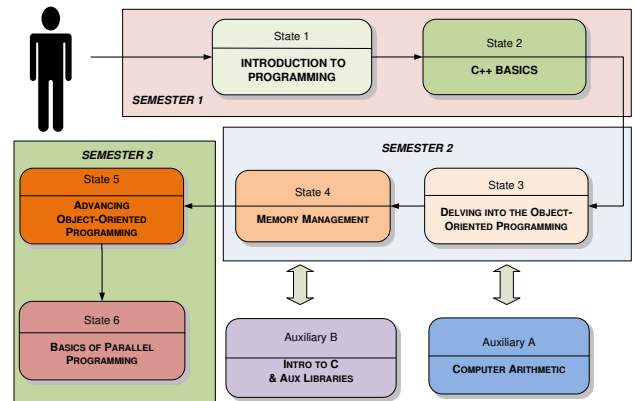 State 1
INTRODUCTION TO
PROGRAMMING
State 2
C++ BASICS
SEMESTER 1
SEMESTER 2
State 3
DELVING INTO THE OBJECT-
ORIENTED PROGRAMMING
State 4
MEMORY MANAGEMENT
SEMESTER 3
State 5
ADVANCING
OBJECT-ORIENTED
PROGRAMMING
State 6
BASICS OF PARALLEL
PROGRAMMING
Auxiliary B
INTRO TO C
& AUX LIBRARIES
Auxiliary A
COMPUTER ARITHMETIC